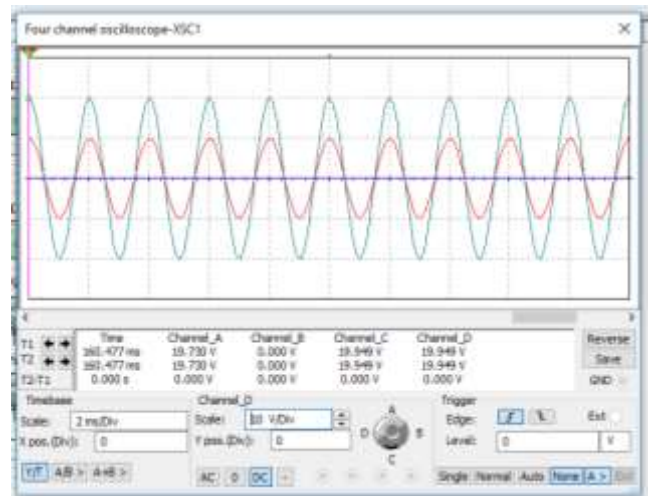 Four channel oscilloscope-XSC1
T1
T2
T2-T1
Time Channel_A Channel_B Channel_C Channel_D
160.477 ms 19.730 V 0.000 V 19.949 V 19.949 V
160.477 ms 19.730 V 0.000 V 19.949 V 19.949 V
0.000 s 0.000 V 0.000 V 0.000 V 0.000 V
Reverse
Save
GND
Timebase
Scale: 2 ms/Div
X pos.(Div): 0
Y/T A/B > A+B >
Channel_D
Scale: 10 V/Div
Y pos.(Div): 0
AC 0 DC -
A
B
C
D
Trigger
Edge: Ext
Level: 0 V
Single Normal Auto None A >